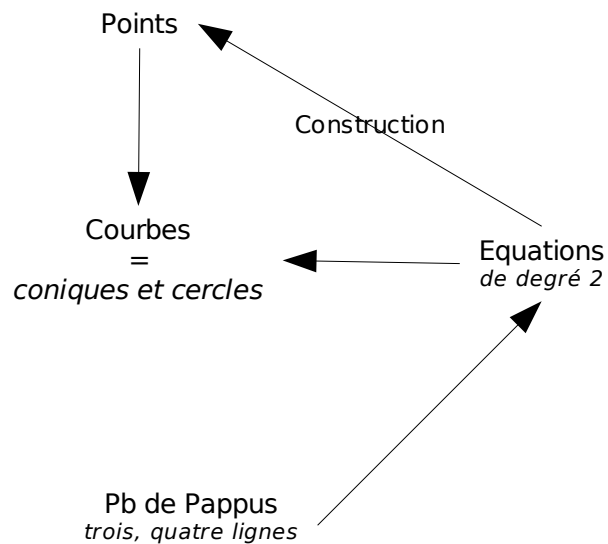 Points
Construction
Courbes
=
coniques et cercles
Equations
de degré 2
Pb de Pappus
trois, quatre lignes